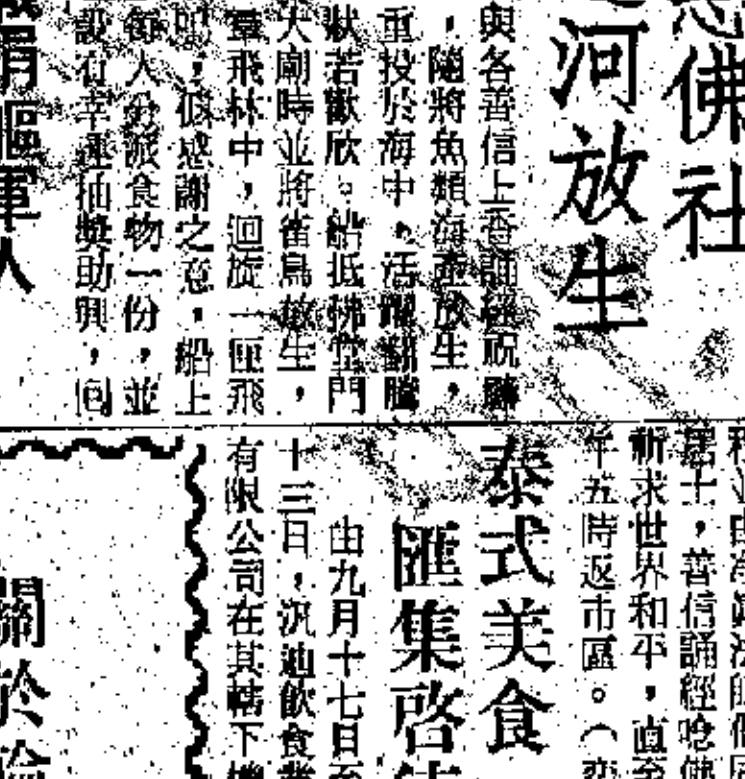 佛社
河放生
與各善信上香誦經祝禱
，隨將魚類海產放生，
重投於海中，活躍翻騰
狀若歡欣。船抵佛堂門
大廟時並將雀鳥放生，
飛林中，迴旋一匝飛
，似感謝之意，船上
人分派食物一份，並
設有幸運抽獎助興，回
捐軀軍人
居士，善信誦經唸佛
祈求世界和平，直至
午五時返市區。（
泰式美食
匯集啓
由九月十七日至
十三日，汎迪飲食業
有限公司在其轄下
關於